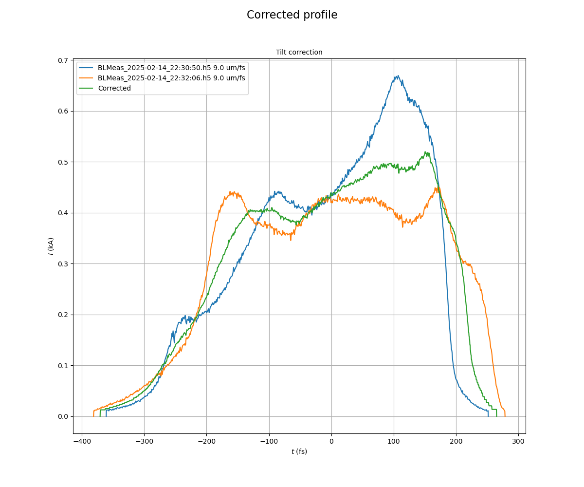 Corrected profile
Tilt correction
BLMeas_2025-02-14_22:30:50.h5 9.0 um/fs
BLMeas_2025-02-14_22:32:06.h5 9.0 um/fs
Corrected
0.7
0.6
0.5
0.4
0.3
0.2
0.1
0.0
I (kA)
−400 −300 −200 −100 0 100 200 300
t (fs)